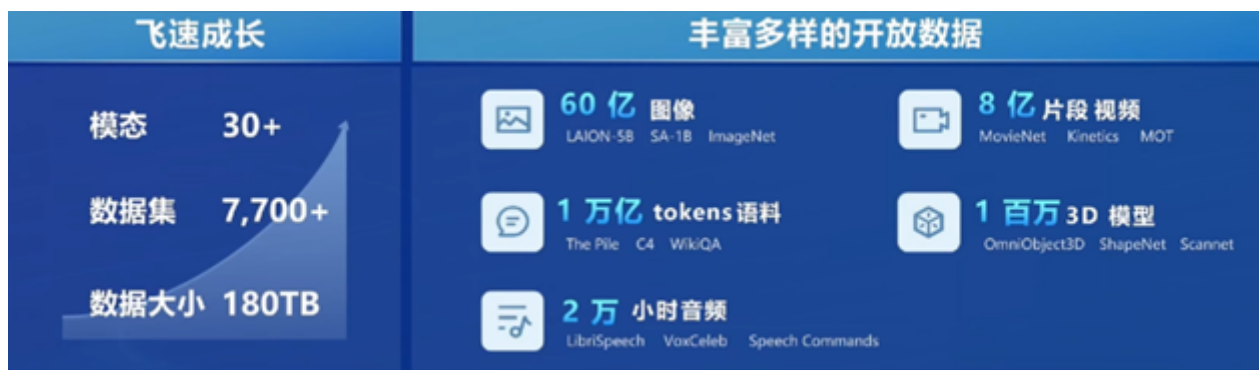 飞速成长
模态 30+
数据集 7,700+
数据大小 180TB
丰富多样的开放数据
60 亿 图像
LAION-5B SA-1B ImageNet
8 亿 片段 视频
MovieNet Kinetics MOT
1 万亿 tokens 语料
The Pile C4 WikiQA
1 百万 3D 模型
OmniObject3D ShapeNet Scannet
2 万 小时音频
LibriSpeech VoxCeleb Speech Commands